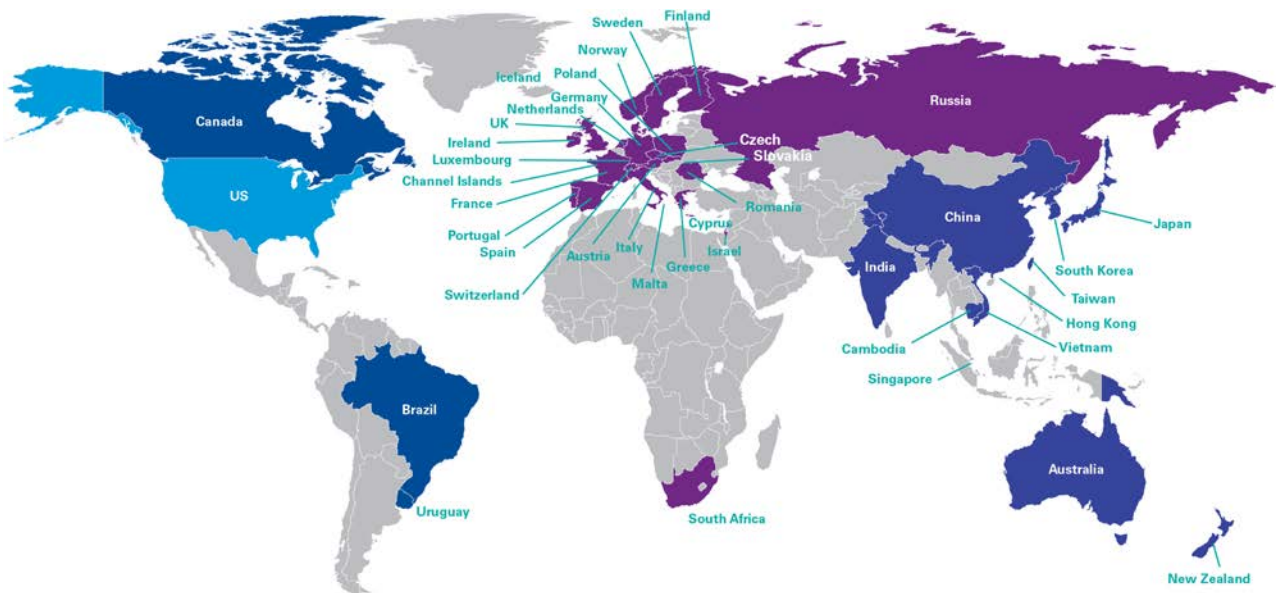 Finland
Sweden
Norway
Iceland
Poland
Germany
Netherlands
UK
Ireland
Luxembourg
Channel Islands
France
Portugal
Spain
Switzerland
Austria
Italy
Malta
Greece
Cyprus
Israel
Romania
Czech
Slovakia
Russia
Canada
US
Brazil
Uruguay
South Africa
China
India
Japan
South Korea
Taiwan
Hong Kong
Vietnam
Cambodia
Singapore
Australia
New Zealand